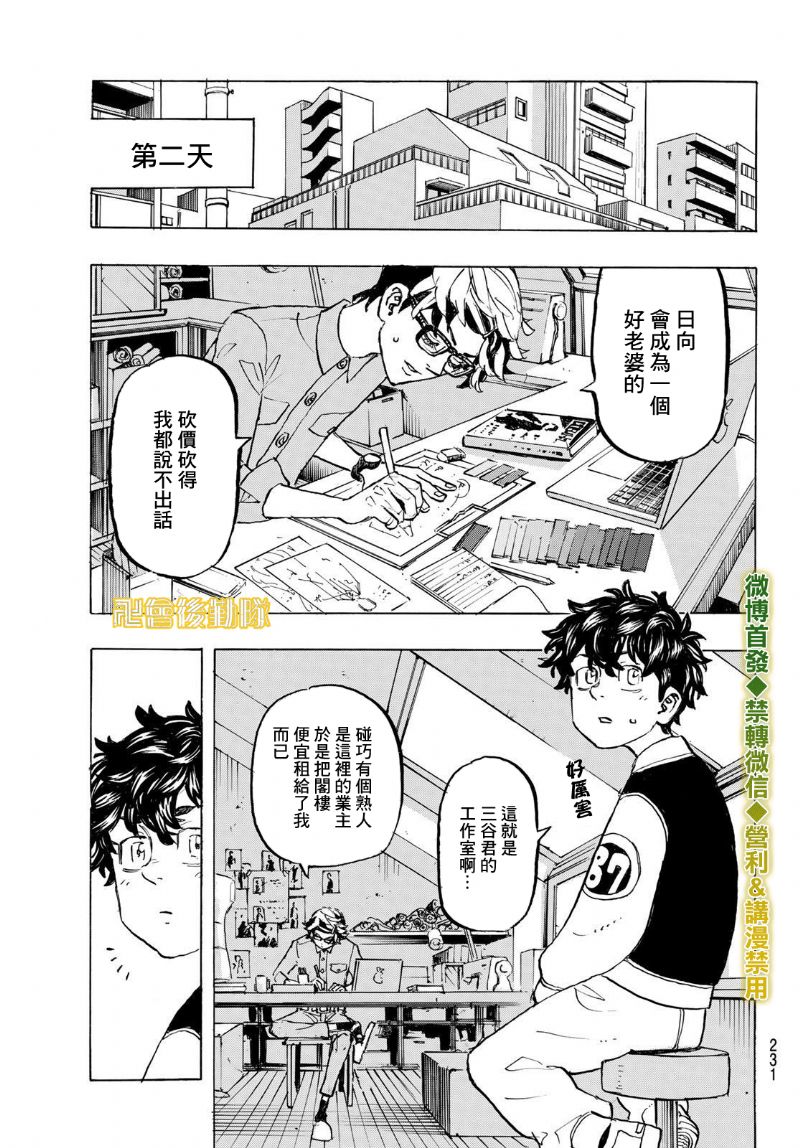 第二天
日向
會成為一個
好老婆的
砍價砍得
我都說不出話
卍會後勤隊
這就是
三谷君的
工作室啊…
好厲害
碰巧有個熟人
是這裡的業主
於是把閣樓
便宜租給了我
而已
87
微博首發◆禁轉微信◆營利&講漫禁用
231